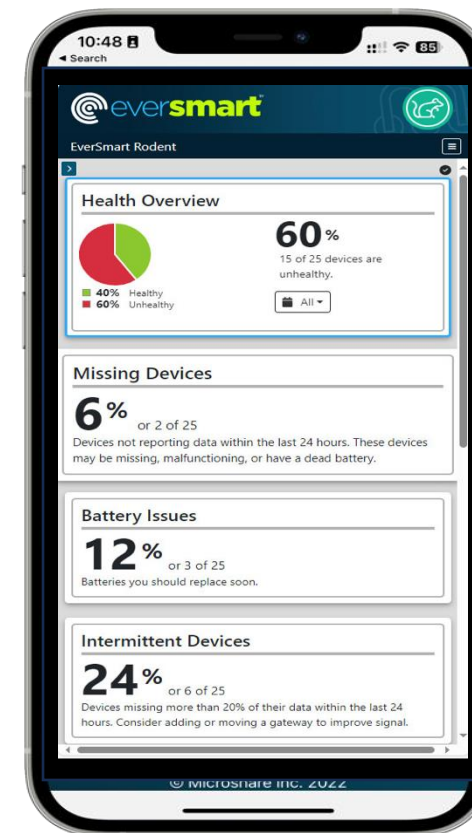 10:48
85
◂ Search
eversmart
EverSmart Rodent
Health Overview
60 %
15 of 25 devices are
unhealthy.
40% Healthy
60% Unhealthy
All
Missing Devices
6% or 2 of 25
Devices not reporting data within the last 24 hours. These devices
may be missing, malfunctioning, or have a dead battery.
Battery Issues
12% or 3 of 25
Batteries you should replace soon.
Intermittent Devices
24% or 6 of 25
Devices missing more than 20% of their data within the last 24
hours. Consider adding or moving a gateway to improve signal.
© Microshare Inc. 2022